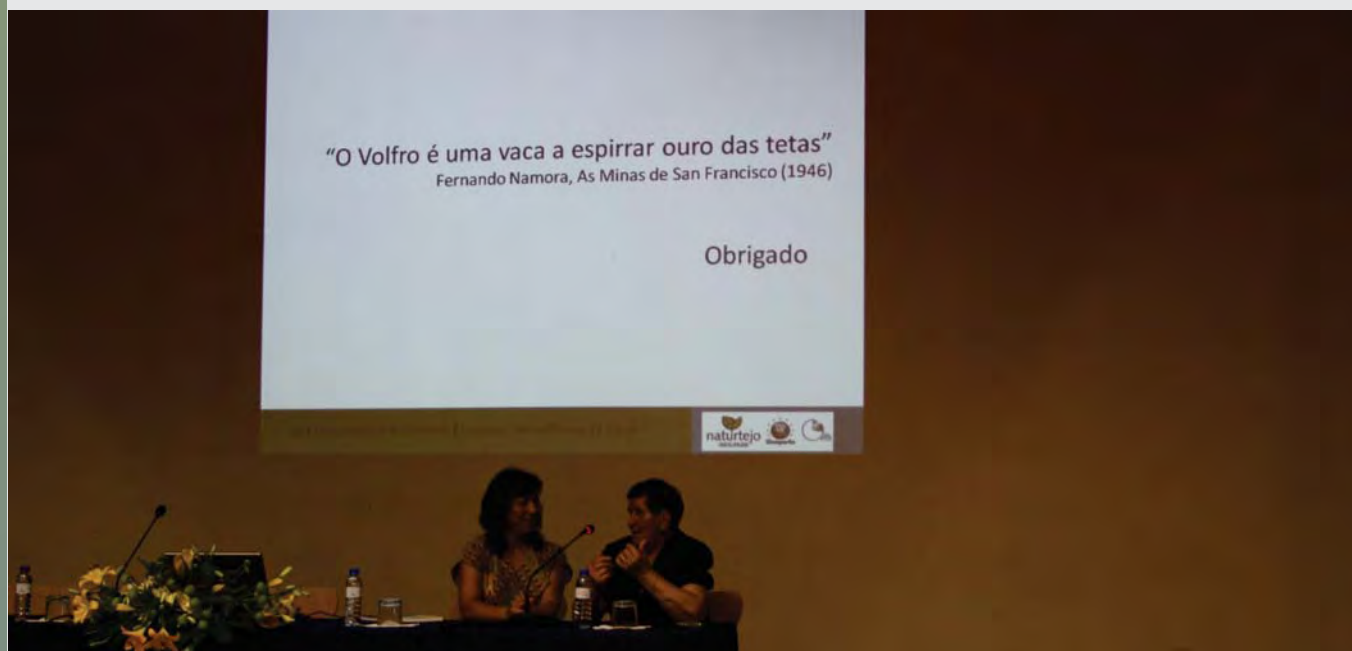 “O Volfro é uma vaca a espirrar ouro das tetas”
Fernando Namora, As Minas de San Francisco (1946)
Obrigado
naturtejo